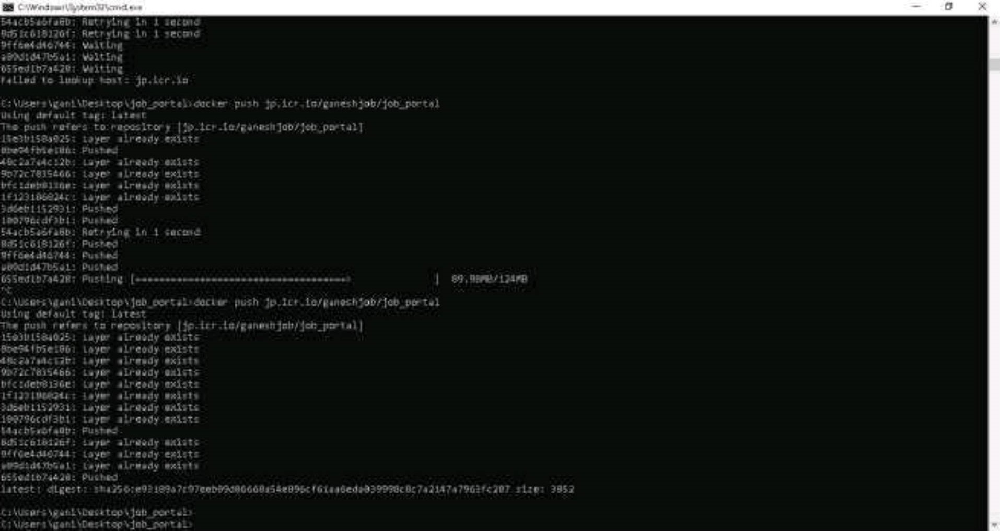 C:\Windows\System32\cmd.exe
54acb5a6fa8b: Retrying in 1 second
8d51c618126f: Retrying in 1 second
9ff6e4d46744: Waiting
a89d1d47b5a1: Waiting
655ed1b7a428: Waiting
Failed to lookup host: jp.icr.io
C:\Users\gani\Desktop\job_portal>docker push jp.icr.io/ganeshjob/job_portal
Using default tag: latest
The push refers to repository [jp.icr.io/ganeshjob/job_portal]
15e3b158a025: Layer already exists
8be94fb5e186: Pushed
48c2a7a4c12b: Layer already exists
9b72c7835466: Layer already exists
bfc1deb8136e: Layer already exists
1f123186824c: Layer already exists
3d6eb1152931: Pushed
180796cdf3b1: Pushed
54acb5a6fa8b: Retrying in 1 second
8d51c618126f: Pushed
9ff6e4d46744: Pushed
a89d1d47b5a1: Pushed
655ed1b7a428: Pushing [=================================> ] 89.98MB/124MB
^C
C:\Users\gani\Desktop\job_portal>docker push jp.icr.io/ganeshjob/job_portal
Using default tag: latest
The push refers to repository [jp.icr.io/ganeshjob/job_portal]
15e3b158a025: Layer already exists
8be94fb5e186: Layer already exists
48c2a7a4c12b: Layer already exists
9b72c7835466: Layer already exists
bfc1deb8136e: Layer already exists
1f123186824c: Layer already exists
3d6eb1152931: Layer already exists
180796cdf3b1: Layer already exists
54acb5a6fa8b: Pushed
8d51c618126f: Layer already exists
9ff6e4d46744: Layer already exists
a89d1d47b5a1: Layer already exists
655ed1b7a428: Pushed
latest: digest: size: 3052
C:\Users\gani\Desktop\job_portal>
C:\Users\gani\Desktop\job_portal>